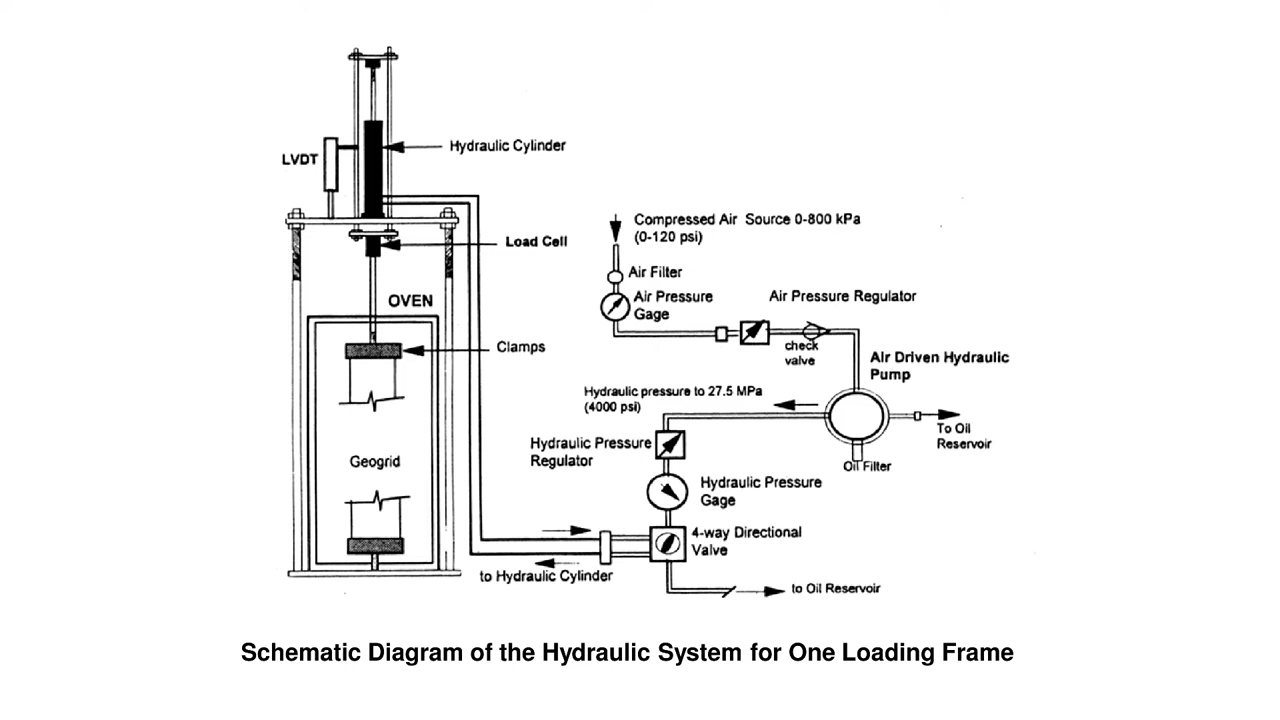 Hydraulic Cylinder
LVDT
Load Cell
OVEN
Clamps
Geogrid
Compressed Air Source 0-800 kPa
(0-120 psi)
Air Filter
Air Pressure
Gage
Air Pressure Regulator
check
valve
Air Driven Hydraulic
Pump
Hydraulic pressure to 27.5 MPa
(4000 psi)
To Oil
Reservoir
Oil Filter
Hydraulic Pressure
Regulator
Hydraulic Pressure
Gage
4-way Directional
Valve
to Hydraulic Cylinder
to Oil Reservoir
Schematic Diagram of the Hydraulic System for One Loading Frame